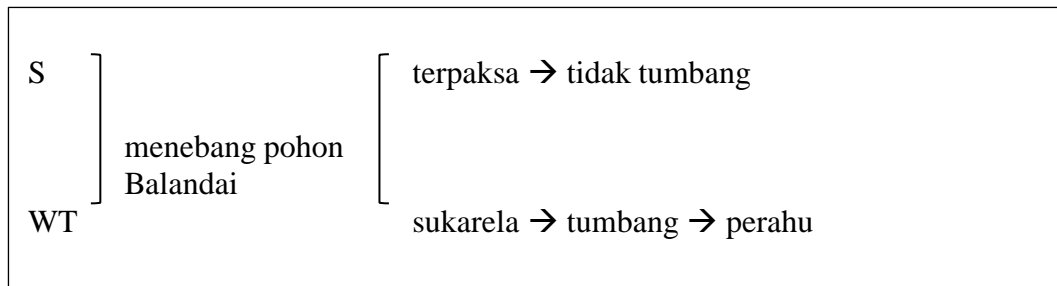 S terpaksa → tidak tumbang
menebang pohon
Balandai
WT sukarela → tumbang → perahu